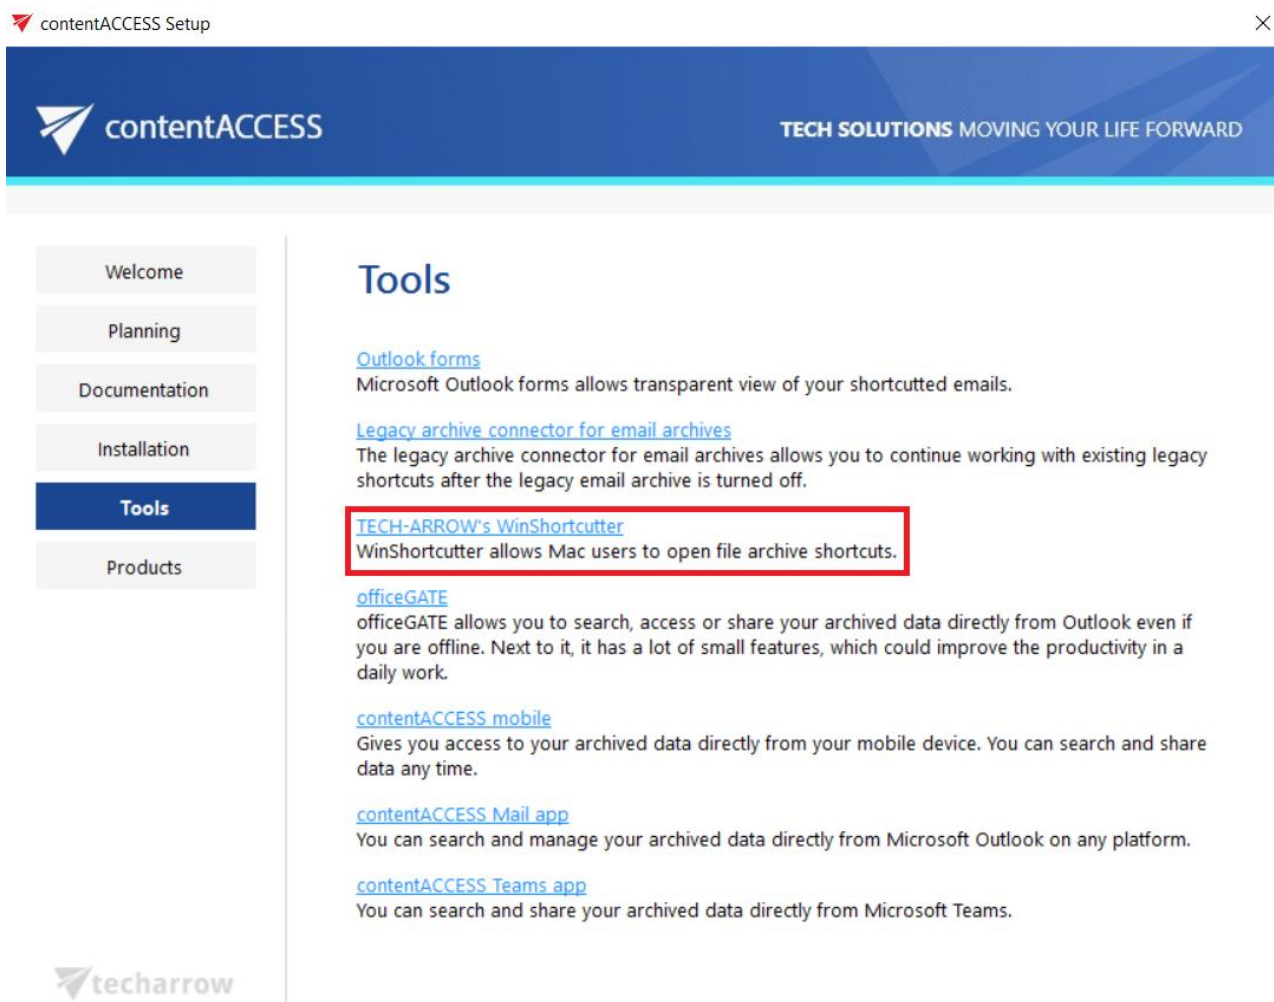 contentACCESS Setup
contentACCESS
TECH SOLUTIONS MOVING YOUR LIFE FORWARD
Welcome
Planning
Documentation
Installation
Tools
Products
Tools
Outlook forms
Microsoft Outlook forms allows transparent view of your shortcutted emails.
Legacy archive connector for email archives
The legacy archive connector for email archives allows you to continue working with existing legacy
shortcuts after the legacy email archive is turned off.
TECH-ARROW's WinShortcutter
WinShortcutter allows Mac users to open file archive shortcuts.
officeGATE
officeGATE allows you to search, access or share your archived data directly from Outlook even if
you are offline. Next to it, it has a lot of small features, which could improve the productivity in a
daily work.
contentACCESS mobile
Gives you access to your archived data directly from your mobile device. You can search and share
data any time.
contentACCESS Mail app
You can search and manage your archived data directly from Microsoft Outlook on any platform.
contentACCESS Teams app
You can search and share your archived data directly from Microsoft Teams.
techarrow